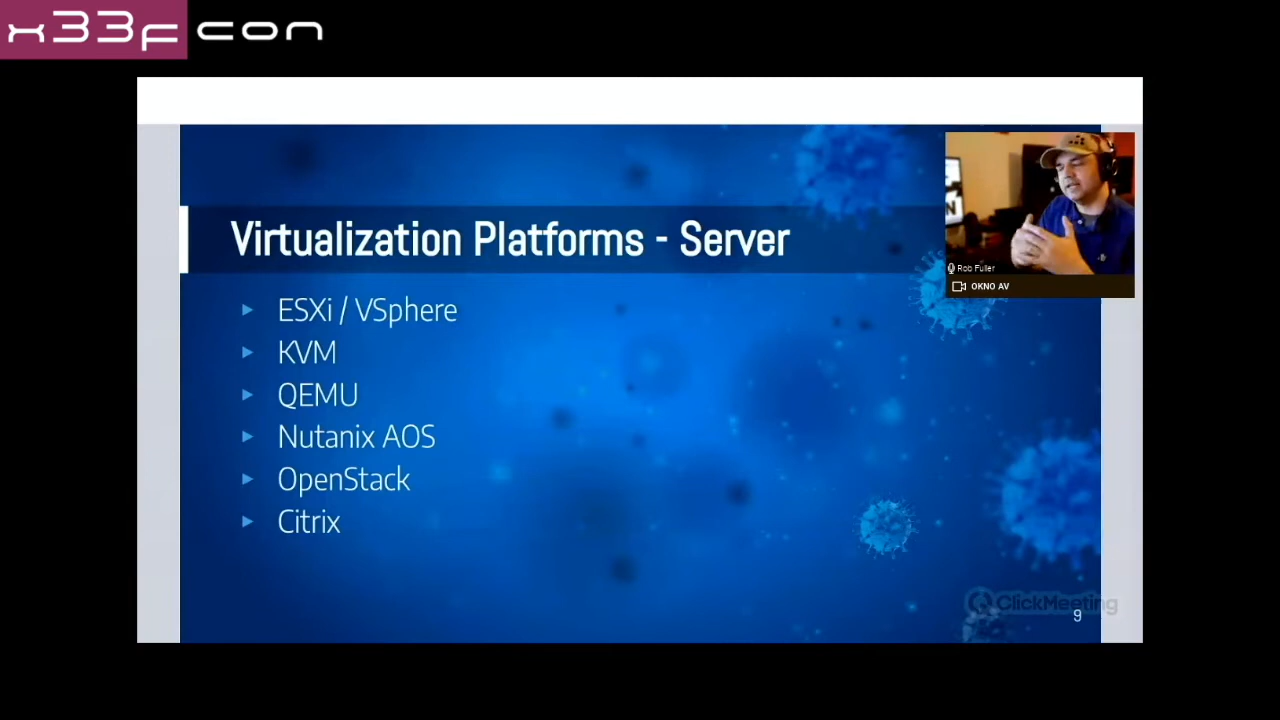 x33fcon
Virtualization Platforms - Server
ESXi / VSphere
KVM
QEMU
Nutanix AOS
OpenStack
Citrix
Rob Fuller
OKNO AV
ClickMeeting
9